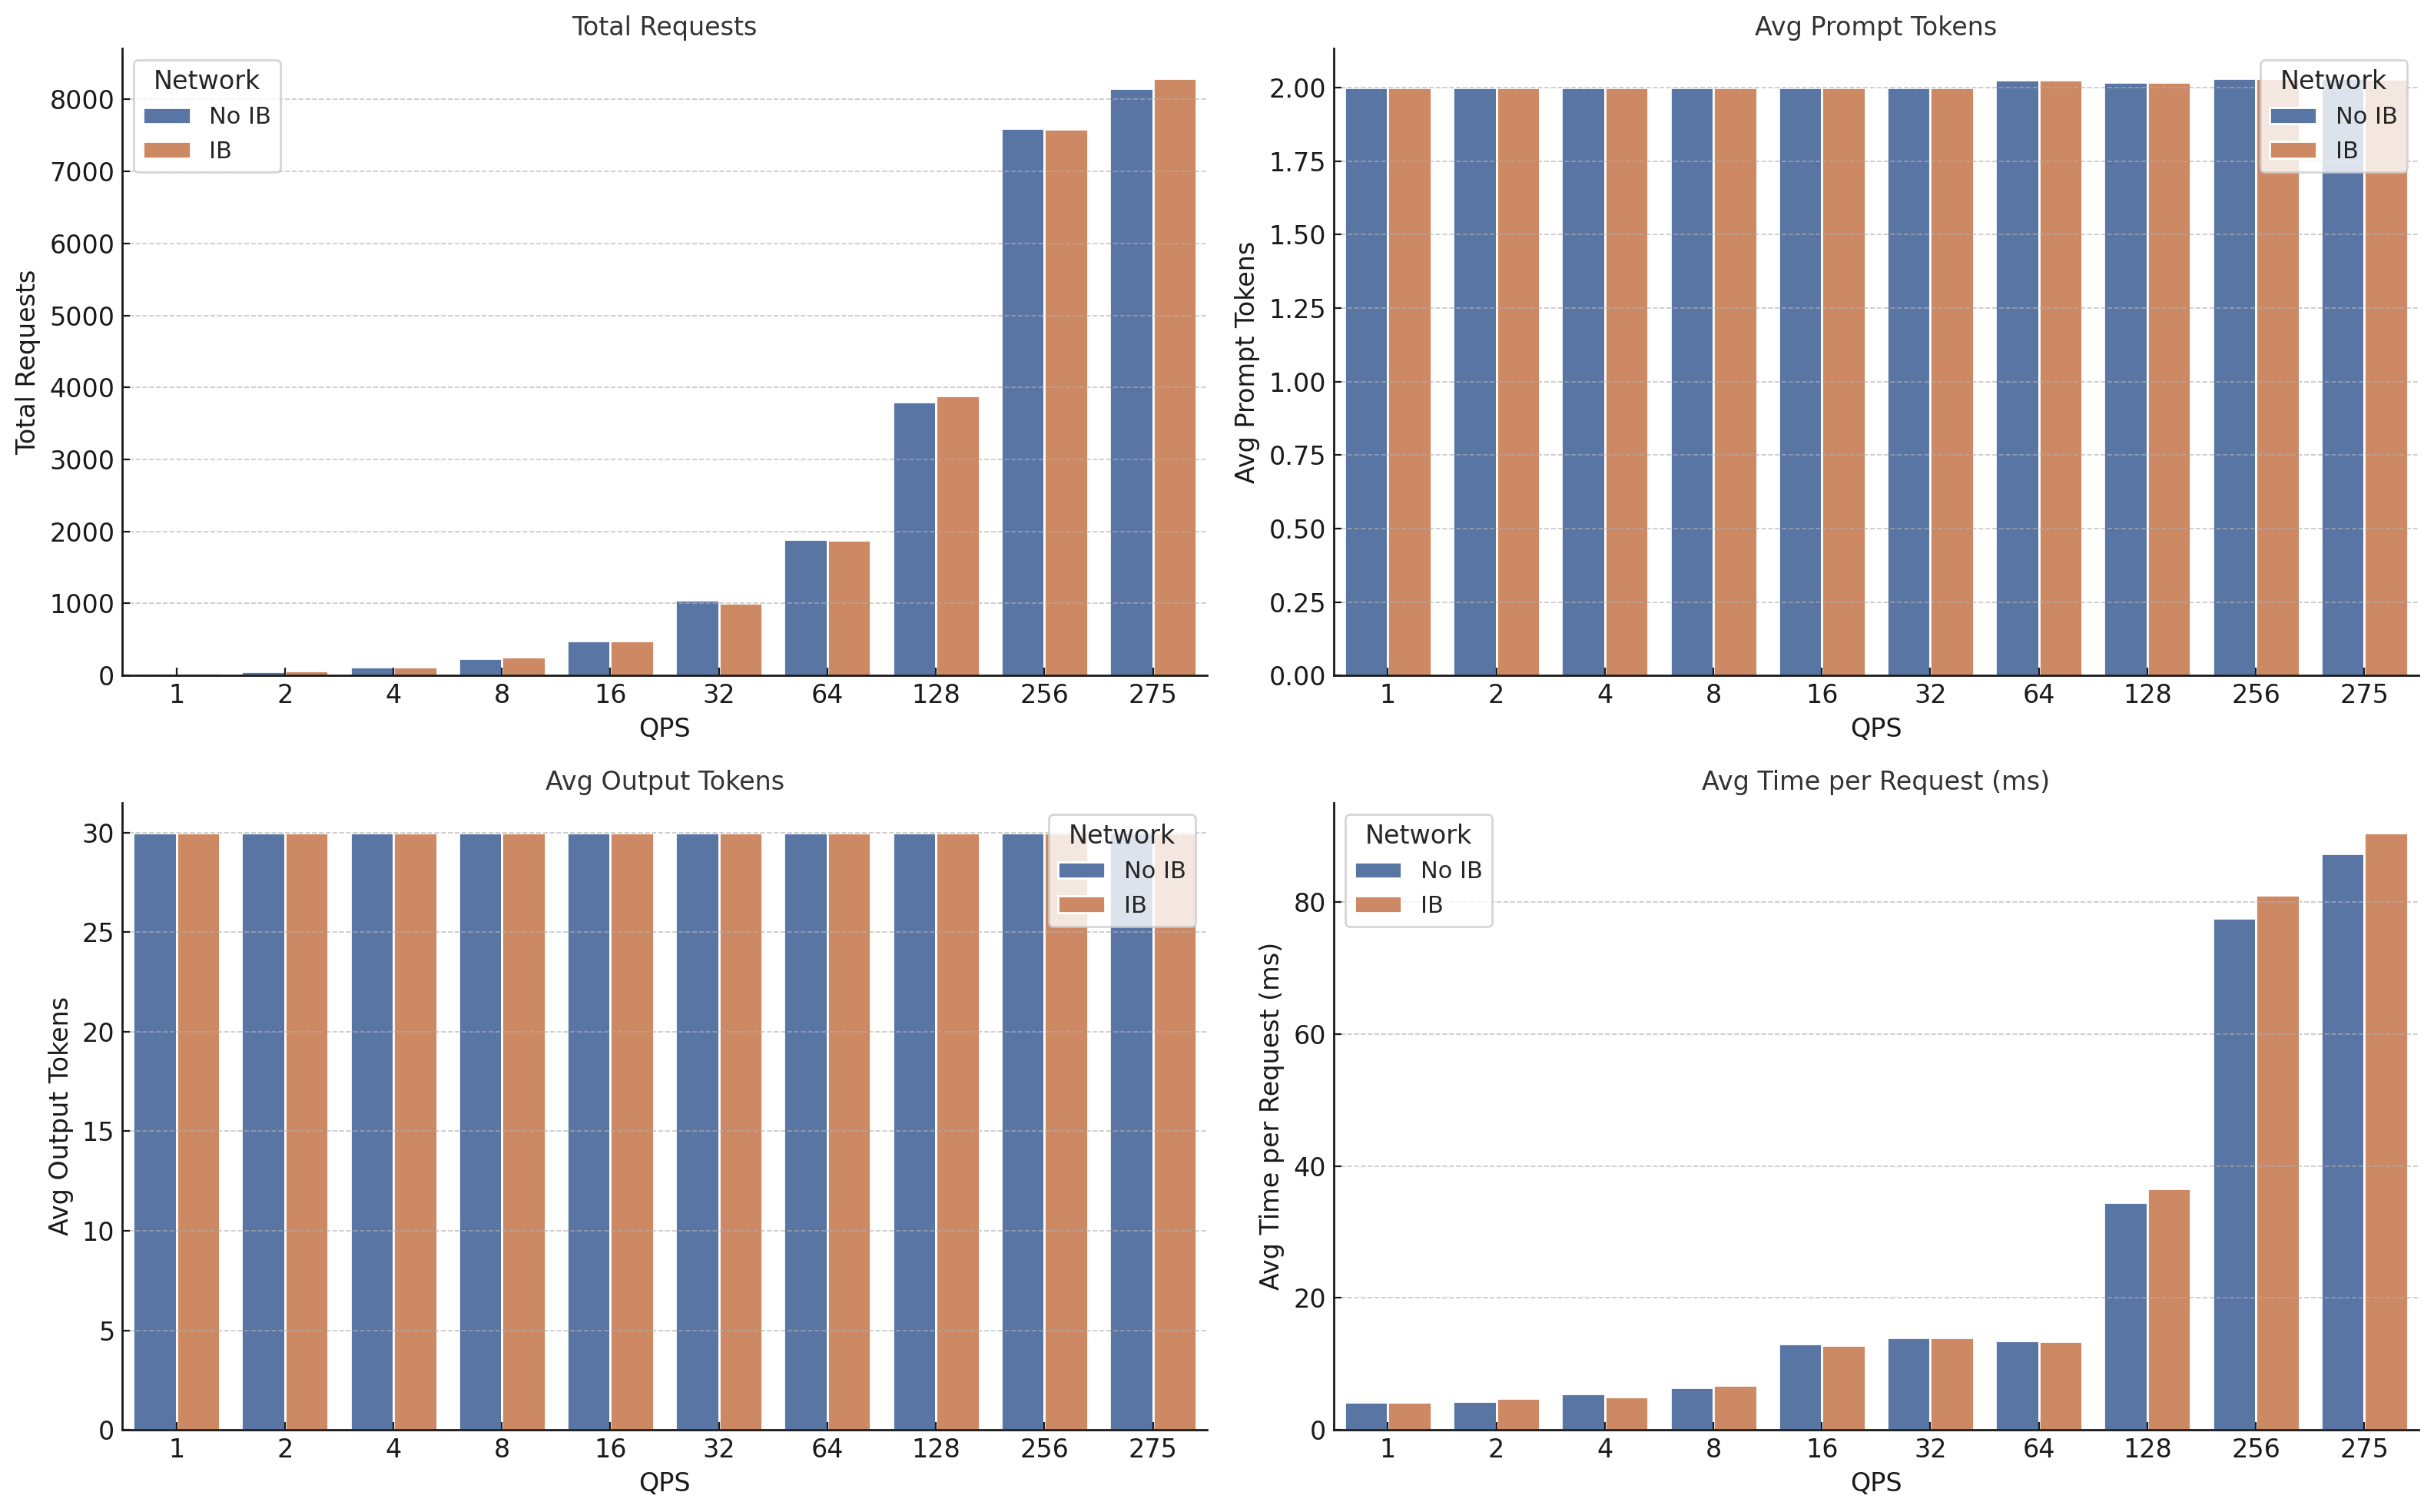 Total Requests
Total Requests
8000
7000
6000
5000
4000
3000
2000
1000
0
Network
No IB
IB
1 2 4 8 16 32 64 128 256 275
QPS
Avg Prompt Tokens
Avg Prompt Tokens
2.00
1.75
1.50
1.25
1.00
0.75
0.50
0.25
0.00
Network
No IB
IB
1 2 4 8 16 32 64 128 256 275
QPS
Avg Output Tokens
Avg Output Tokens
30
25
20
15
10
5
0
Network
No IB
IB
1 2 4 8 16 32 64 128 256 275
QPS
Avg Time per Request (ms)
Avg Time per Request (ms)
80
60
40
20
0
Network
No IB
IB
1 2 4 8 16 32 64 128 256 275
QPS